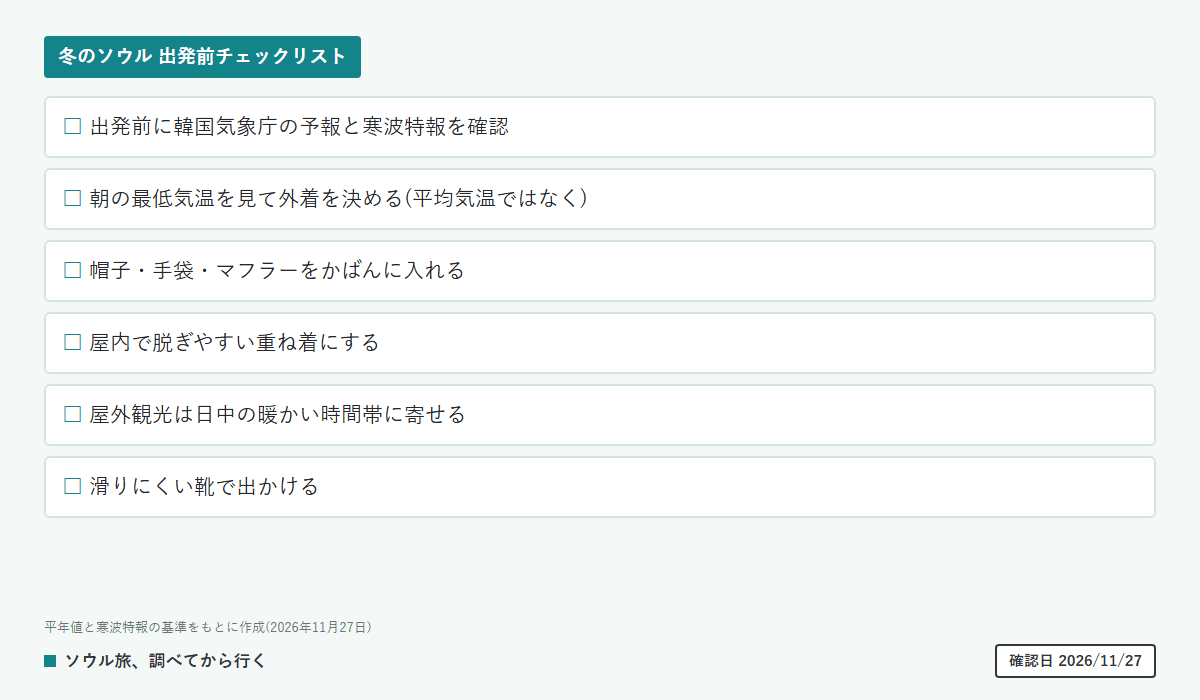 冬のソウル 出発前チェックリスト
□ 出発前に韓国気象庁の予報と寒波特報を確認
□ 朝の最低気温を見て外着を決める(平均気温ではなく)
□ 帽子・手袋・マフラーをかばんに入れる
□ 屋内で脱ぎやすい重ね着にする
□ 屋外観光は日中の暖かい時間帯に寄せる
□ 滑りにくい靴で出かける
平年値と寒波特報の基準をもとに作成(2026年11月27日)
ソウル旅、調べてから行く
確認日 2026/11/27